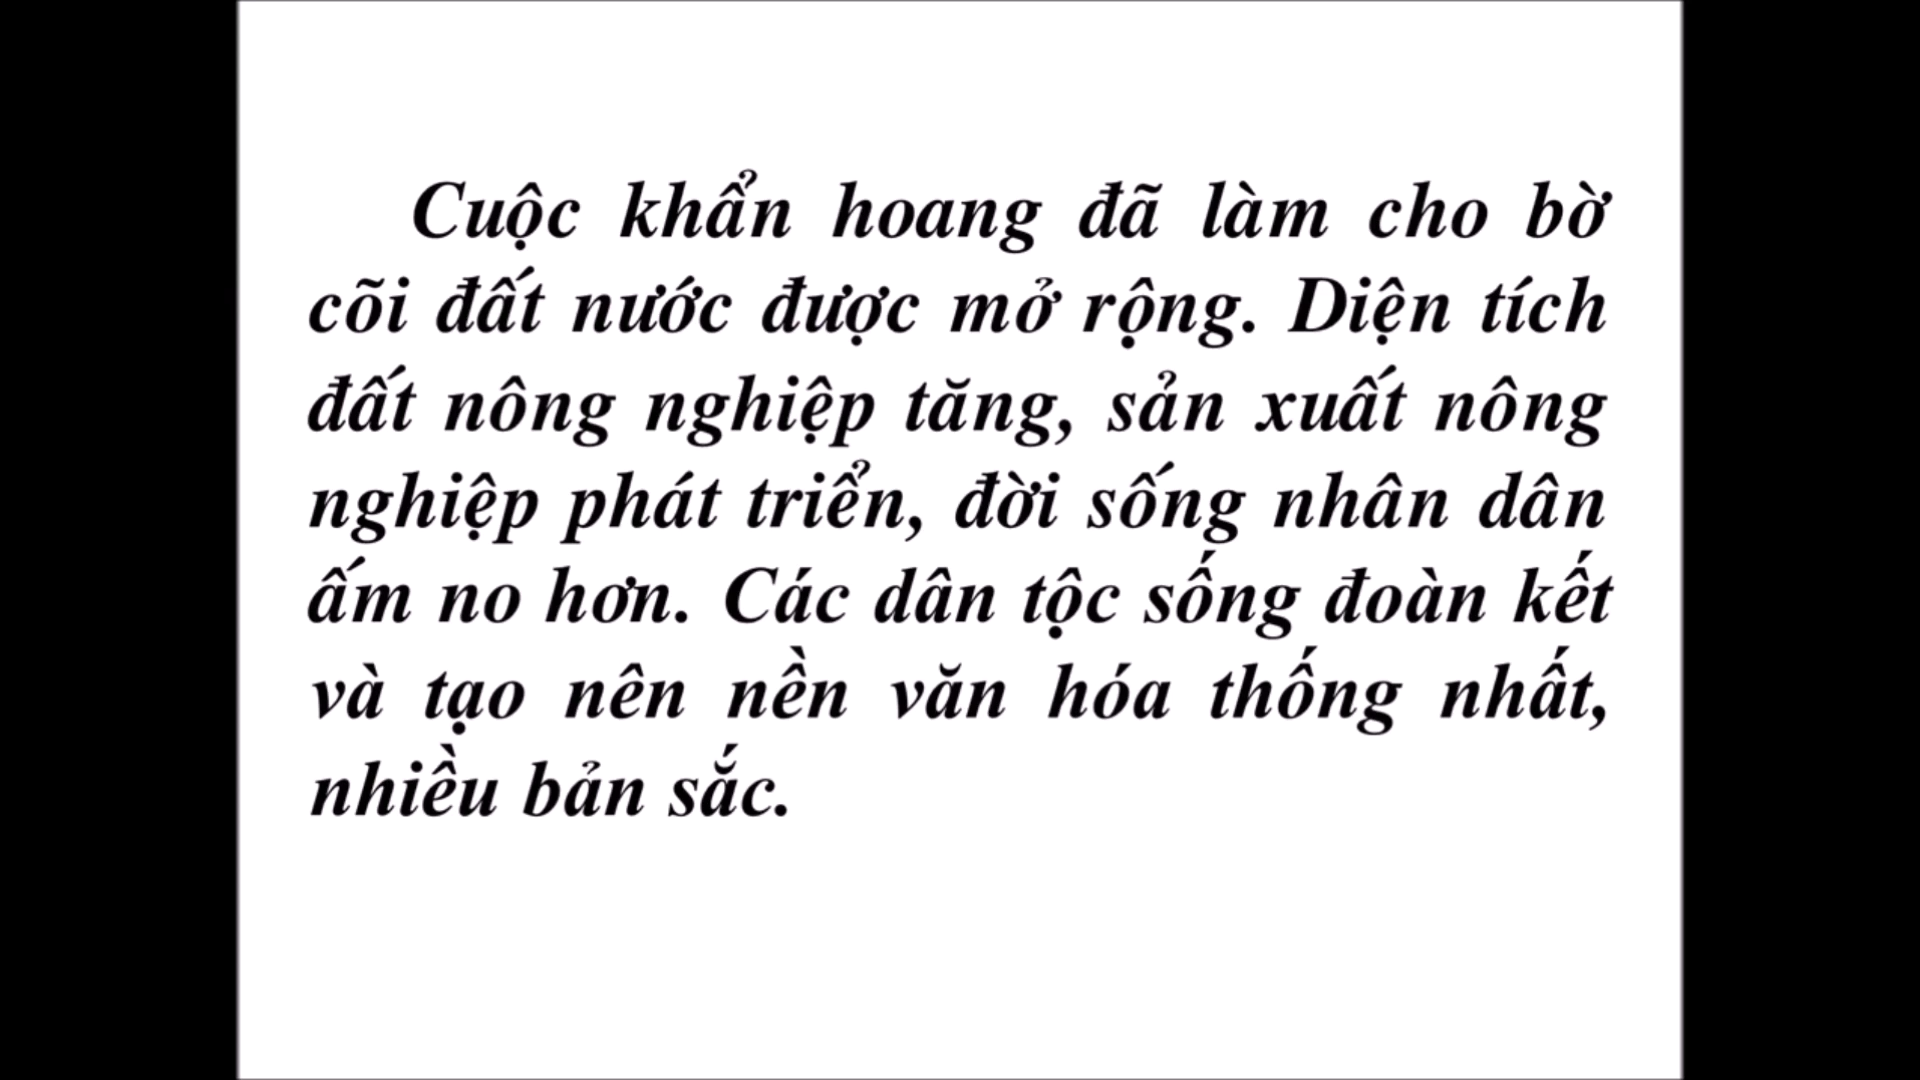 Cuộc khẩn hoang đã làm cho bờ
cõi đất nước được mở rộng. Diện tích
đất nông nghiệp tăng, sản xuất nông
nghiệp phát triển, đời sống nhân dân
ấm no hơn. Các dân tộc sống đoàn kết
và tạo nên nền văn hóa thống nhất,
nhiều bản sắc.